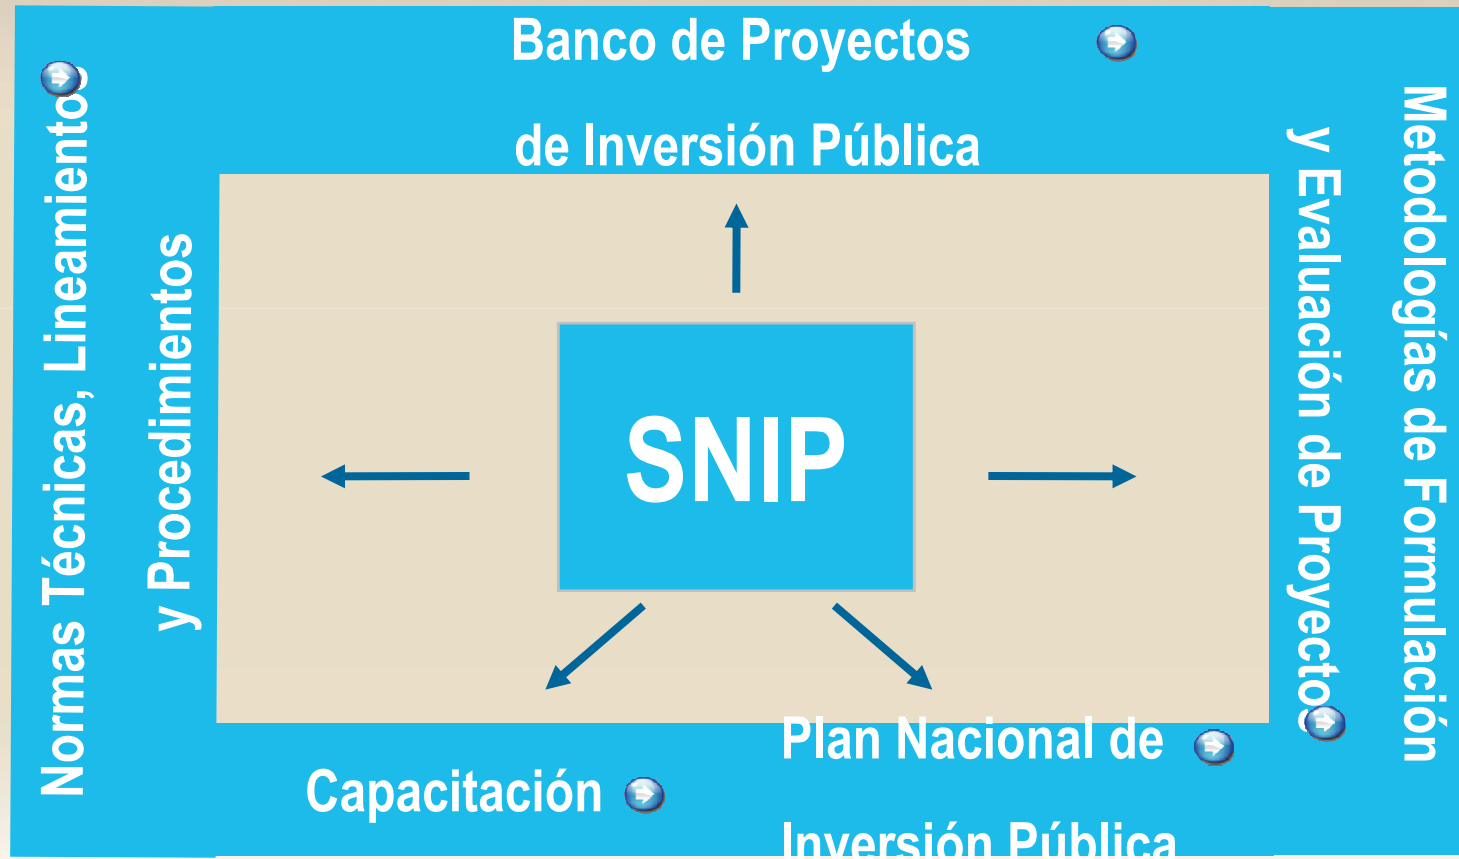 Banco de Proyectos
de Inversión Pública
Normas Técnicas, Lineamientos
y Procedimientos
SNIP
Metodologías de Formulación
y Evaluación de Proyectos
Capacitación
Plan Nacional de
Inversión Pública